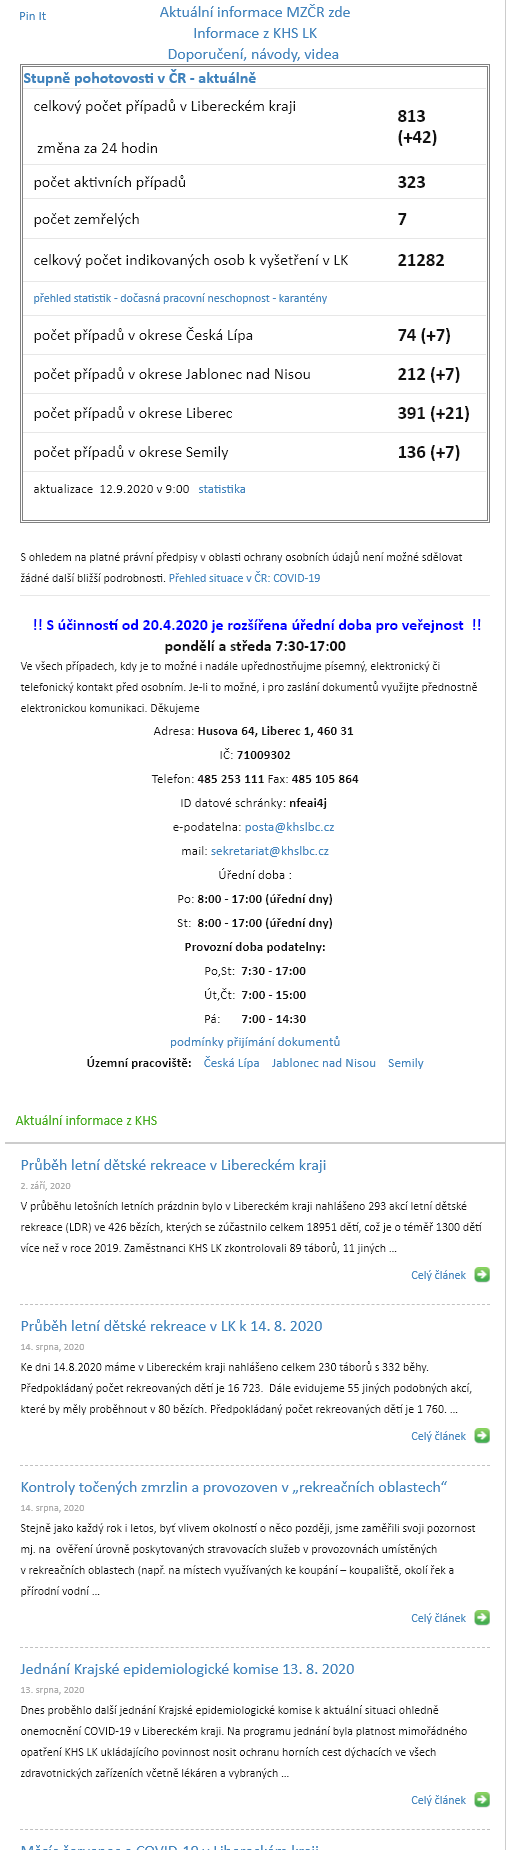 Pin It
Aktuální informace MZČR zde
Informace z KHS LK
Doporučení, návody, videa
Stupně pohotovosti v ČR - aktuálně
celkový počet případů v Libereckém kraji
změna za 24 hodin
813
(+42)
počet aktivních případů 323
počet zemřelých 7
celkový počet indikovaných osob k vyšetření v LK 21282
přehled statistik - dočasná pracovní neschopnost - karantény
počet případů v okrese Česká Lípa 74 (+7)
počet případů v okrese Jablonec nad Nisou 212 (+7)
počet případů v okrese Liberec 391 (+21)
počet případů v okrese Semily 136 (+7)
aktualizace 12.9.2020 v 9:00 statistika
S ohledem na platné právní předpisy v oblasti ochrany osobních údajů není možné sdělovat
žádné další bližší podrobnosti. Přehled situace v ČR: COVID-19
!! S účinností od 20.4.2020 je rozšířena úřední doba pro veřejnost !!
pondělí a středa 7:30-17:00
Ve všech případech, kdy je to možné i nadále upřednostňujme písemný, elektronický či
telefonický kontakt před osobním. Je-li to možné, i pro zaslání dokumentů využijte přednostně
elektronickou komunikaci. Děkujeme
Adresa: Husova 64, Liberec 1, 460 31
IČ: 71009302
Telefon: 485 253 111 Fax: 485 105 864
ID datové schránky: nfeai4j
e-podatelna: posta@khslbc.cz
mail: sekretariat@khslbc.cz
Úřední doba :
Po: 8:00 - 17:00 (úřední dny)
St: 8:00 - 17:00 (úřední dny)
Provozní doba podatelny:
Po,St: 7:30 - 17:00
Út,Čt: 7:00 - 15:00
Pá: 7:00 - 14:30
podmínky přijímání dokumentů
Územní pracoviště: Česká Lípa Jablonec nad Nisou Semily
Aktuální informace z KHS
Průběh letní dětské rekreace v Libereckém kraji
2. září, 2020
V průběhu letošních letních prázdnin bylo v Libereckém kraji nahlášeno 293 akcí letní dětské
rekreace (LDR) ve 426 bězích, kterých se zúčastnilo celkem 18951 dětí, což je o téměř 1300 dětí
více než v roce 2019. Zaměstnanci KHS LK zkontrolovali 89 táborů, 11 jiných ...
Celý článek
Průběh letní dětské rekreace v LK k 14. 8. 2020
14. srpna, 2020
Ke dni 14.8.2020 máme v Libereckém kraji nahlášeno celkem 230 táborů s 332 běhy.
Předpokládaný počet rekreovaných dětí je 16 723. Dále evidujeme 55 jiných podobných akcí,
které by měly proběhnout v 80 bězích. Předpokládaný počet rekreovaných dětí je 1 760. ...
Celý článek
Kontroly točených zmrzlin a provozoven v „rekreačních oblastech“
14. srpna, 2020
Stejně jako každý rok i letos, byť vlivem okolností o něco později, jsme zaměřili svoji pozornost
mj. na ověření úrovně poskytovaných stravovacích služeb v provozovnách umístěných
v rekreačních oblastech (např. na místech využívaných ke koupání – koupaliště, okolí řek a
přírodní vodní ...
Celý článek
Jednání Krajské epidemiologické komise 13. 8. 2020
13. srpna, 2020
Dnes proběhlo další jednání Krajské epidemiologické komise k aktuální situaci ohledně
onemocnění COVID-19 v Libereckém kraji. Na programu jednání byla platnost mimořádného
opatření KHS LK ukládajícího povinnost nosit ochranu horních cest dýchacích ve všech
zdravotnických zařízeních včetně lékáren a vybraných ...
Celý článek
Měsíc červenec a COVID-19 v Libereckém kraji